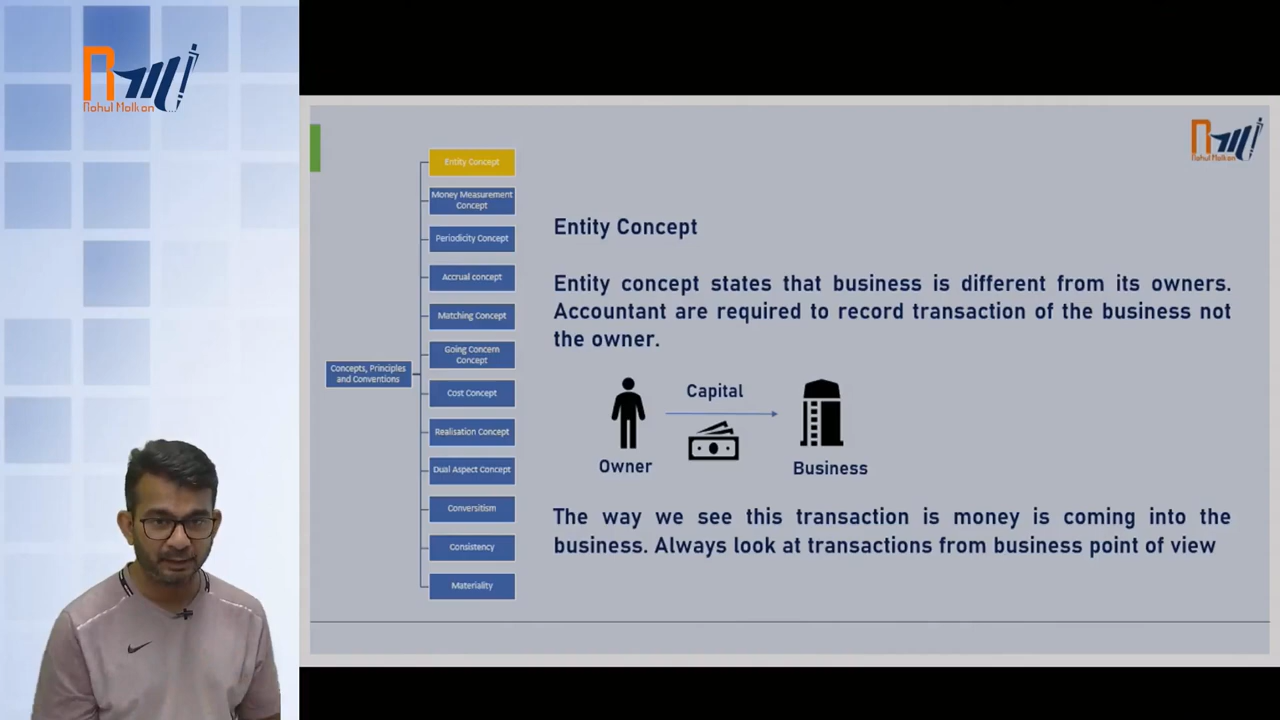 Rahul Malkan
Rahul Malkan
Entity Concept
Money Measurement
Concept
Periodicity Concept
Accrual concept
Matching Concept
Going Concern
Concept
Concepts, Principles
and Conventions
Cost Concept
Realisation Concept
Dual Aspect Concept
Conversitism
Consistency
Materiality
Entity Concept
Entity concept states that business is different from its owners.
Accountant are required to record transaction of the business not
the owner.
Capital
Owner
Business
The way we see this transaction is money is coming into the
business. Always look at transactions from business point of view